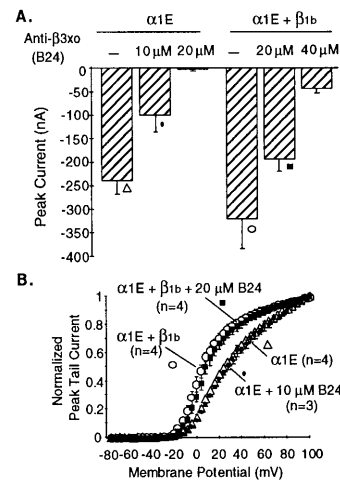 A.
α1E α1E + β1b
Anti-β3xo
(B24)
– 10 μM 20 μM – 20 μM 40 μM
Peak Current
(nA)
0
-50
-100
-150
-200
-250
-300
-350
-400
B.
Normalized
Peak Tail Current
1
0.8
0.6
0.4
0.2
0
α1E + β1b + 20 μM B24
(n=4)
α1E + β1b
(n=4)
α1E (n=4)
α1E + 10 μM B24
(n=3)
-80 -60 -40 -20 0 20 40 60 80 100
Membrane Potential (mV)